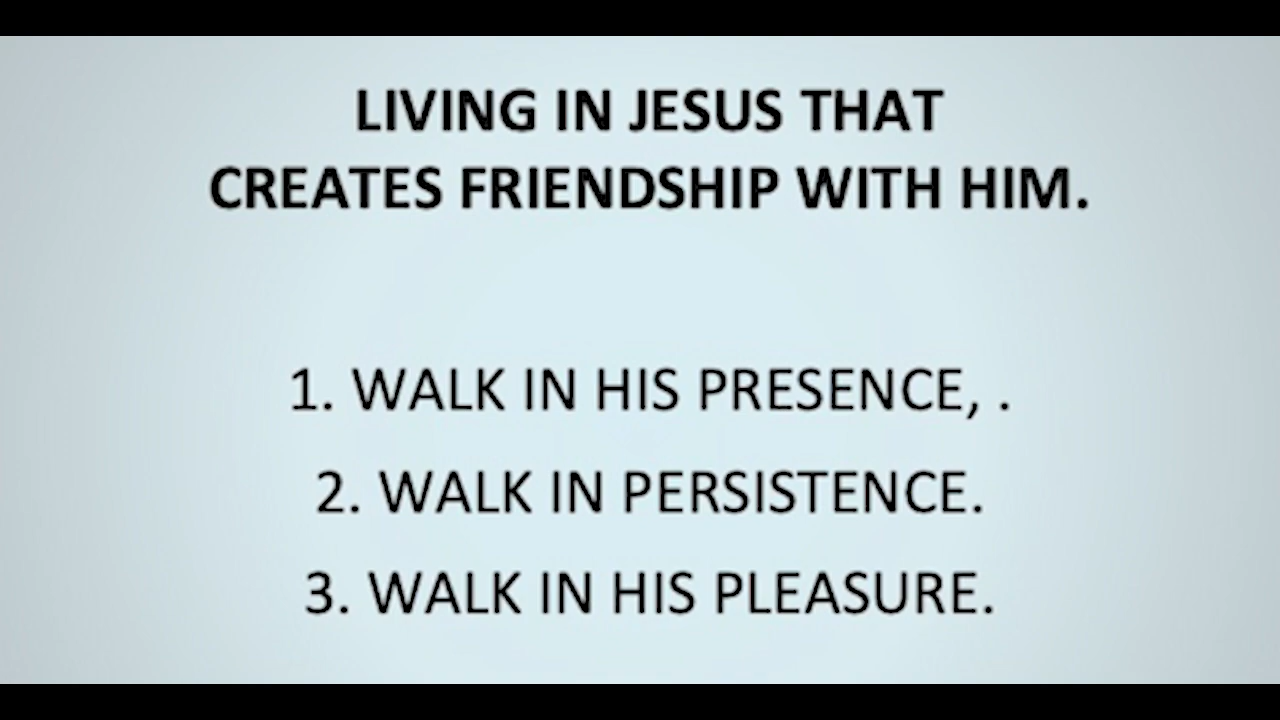 LIVING IN JESUS THAT
CREATES FRIENDSHIP WITH HIM.
1. WALK IN HIS PRESENCE, .
2. WALK IN PERSISTENCE.
3. WALK IN HIS PLEASURE.